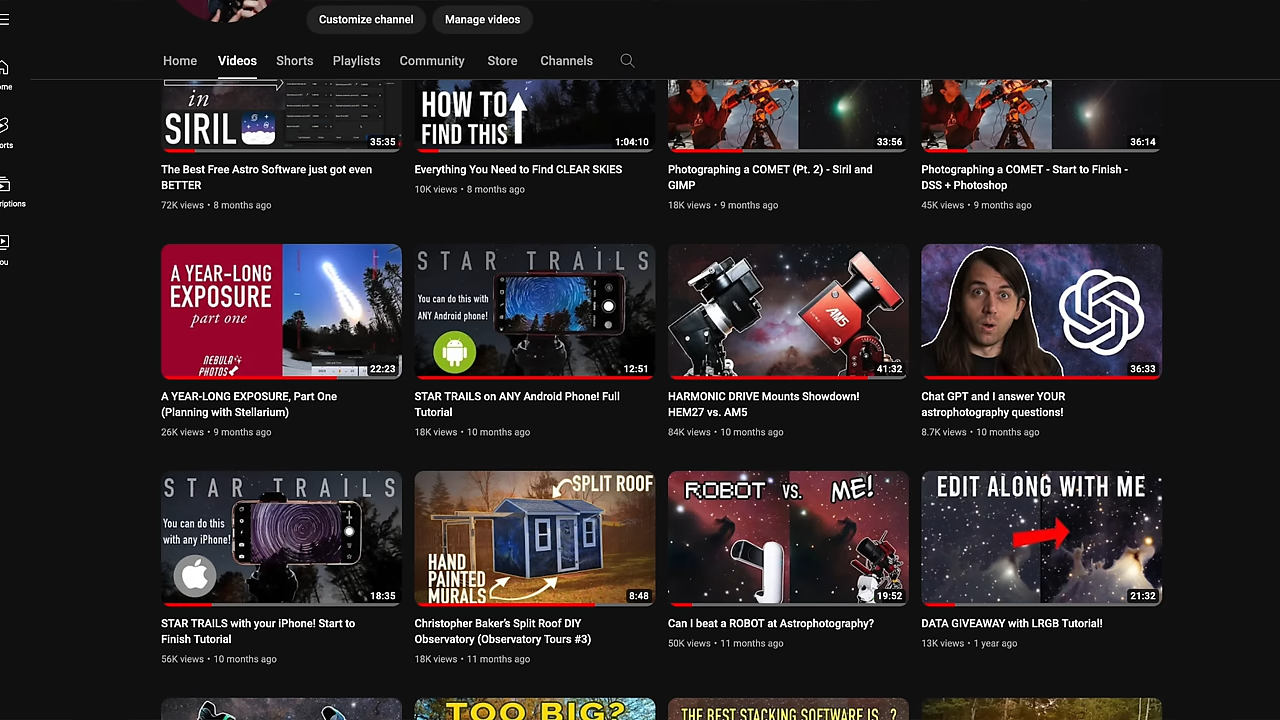 Customize channel
Manage videos
Home
Videos
Shorts
Playlists
Community
Store
Channels
ome
orts
riptions
ou
in
SIRIL
35:35
The Best Free Astro Software just got even
BETTER
72K views • 8 months ago
HOW TO
FIND THIS
1:04:10
Everything You Need to Find CLEAR SKIES
10K views • 8 months ago
33:56
Photographing a COMET (Pt. 2) - Siril and
GIMP
18K views • 9 months ago
36:14
Photographing a COMET - Start to Finish -
DSS + Photoshop
45K views • 9 months ago
A YEAR-LONG
EXPOSURE
part one
NEBULA
PHOTOS
22:23
A YEAR-LONG EXPOSURE, Part One
(Planning with Stellarium)
26K views • 9 months ago
STAR TRAILS
You can do this with
ANY Android phone!
12:51
STAR TRAILS on ANY Android Phone! Full
Tutorial
18K views • 10 months ago
AM5
41:32
HARMONIC DRIVE Mounts Showdown!
HEM27 vs. AM5
84K views • 10 months ago
36:33
Chat GPT and I answer YOUR
astrophotography questions!
8.7K views • 10 months ago
STAR TRAILS
You can do this
with any iPhone!
18:35
STAR TRAILS with your iPhone! Start to
Finish Tutorial
56K views • 10 months ago
SPLIT ROOF
HAND
PAINTED
MURALS
8:48
Christopher Baker's Split Roof DIY
Observatory (Observatory Tours #3)
18K views • 11 months ago
ROBOT VS. ME!
19:52
Can I beat a ROBOT at Astrophotography?
50K views • 11 months ago
EDIT ALONG WITH ME
21:32
DATA GIVEAWAY with LRGB Tutorial!
13K views • 1 year ago
TOO BIG?
THE BEST STACKING SOFTWARE IS...?